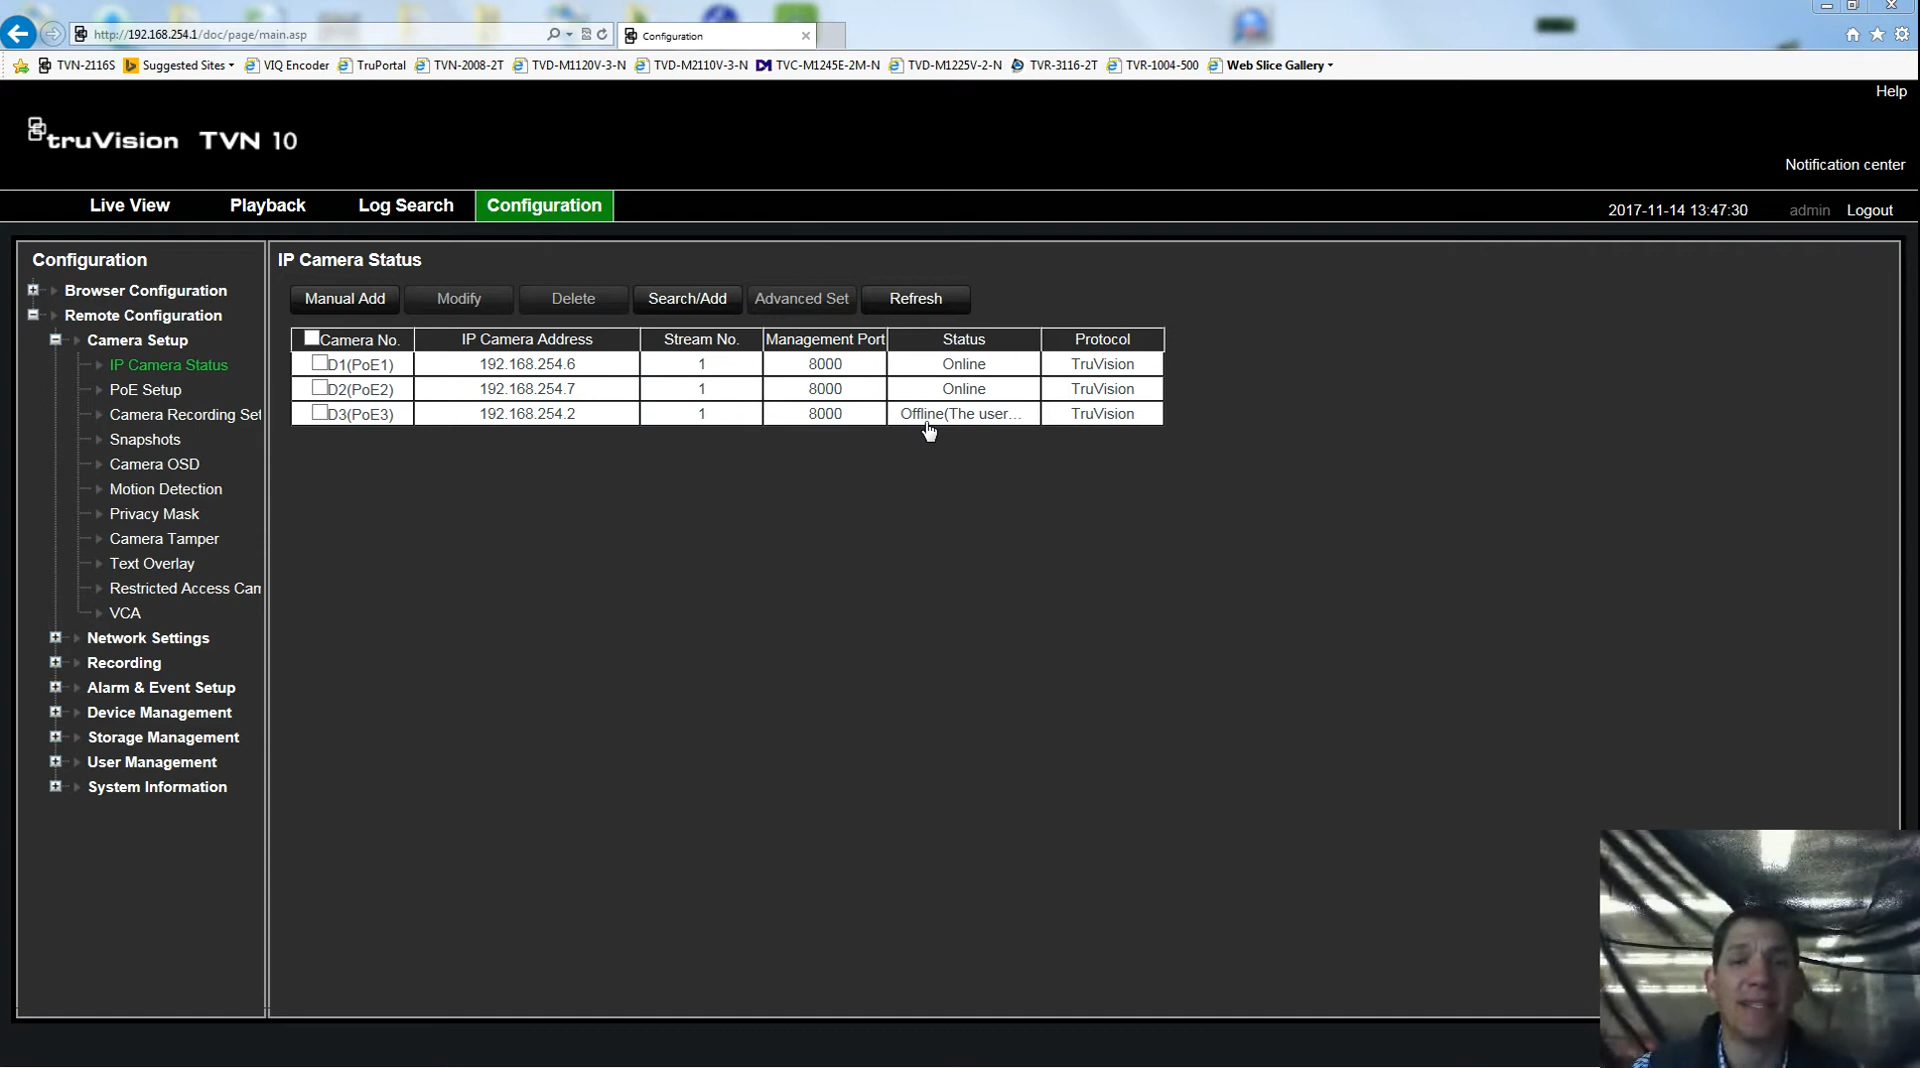 http://192.168.254.1/doc/page/main.asp
Configuration
TVN-2116S
Suggested Sites
VIQ Encoder
TruPortal
TVN-2008-2T
TVD-M1120V-3-N
TVD-M2110V-3-N
TVC-M1245E-2M-N
TVD-M1225V-2-N
TVR-3116-2T
TVR-1004-500
Web Slice Gallery
Help
truVision TVN 10
Notification center
Live View Playback Log Search Configuration
2017-11-14 13:47:30 admin Logout
Configuration
Browser Configuration
Remote Configuration
Camera Setup
IP Camera Status
PoE Setup
Camera Recording Set
Snapshots
Camera OSD
Motion Detection
Privacy Mask
Camera Tamper
Text Overlay
Restricted Access Cam
VCA
Network Settings
Recording
Alarm & Event Setup
Device Management
Storage Management
User Management
System Information
IP Camera Status
Manual Add Modify Delete Search/Add Advanced Set Refresh
Camera No. IP Camera Address Stream No. Management Port Status Protocol
D1(PoE1) 192.168.254.6 1 8000 Online TruVision
D2(PoE2) 192.168.254.7 1 8000 Online TruVision
D3(PoE3) 192.168.254.2 1 8000 Offline(The user... TruVision